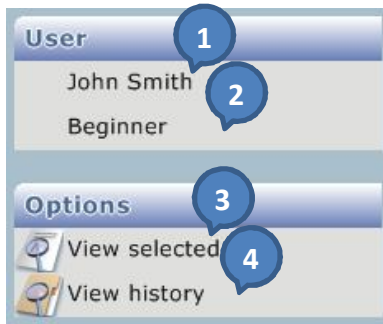 User
1
John Smith
2
Beginner
Options
3
View selected
4
View history